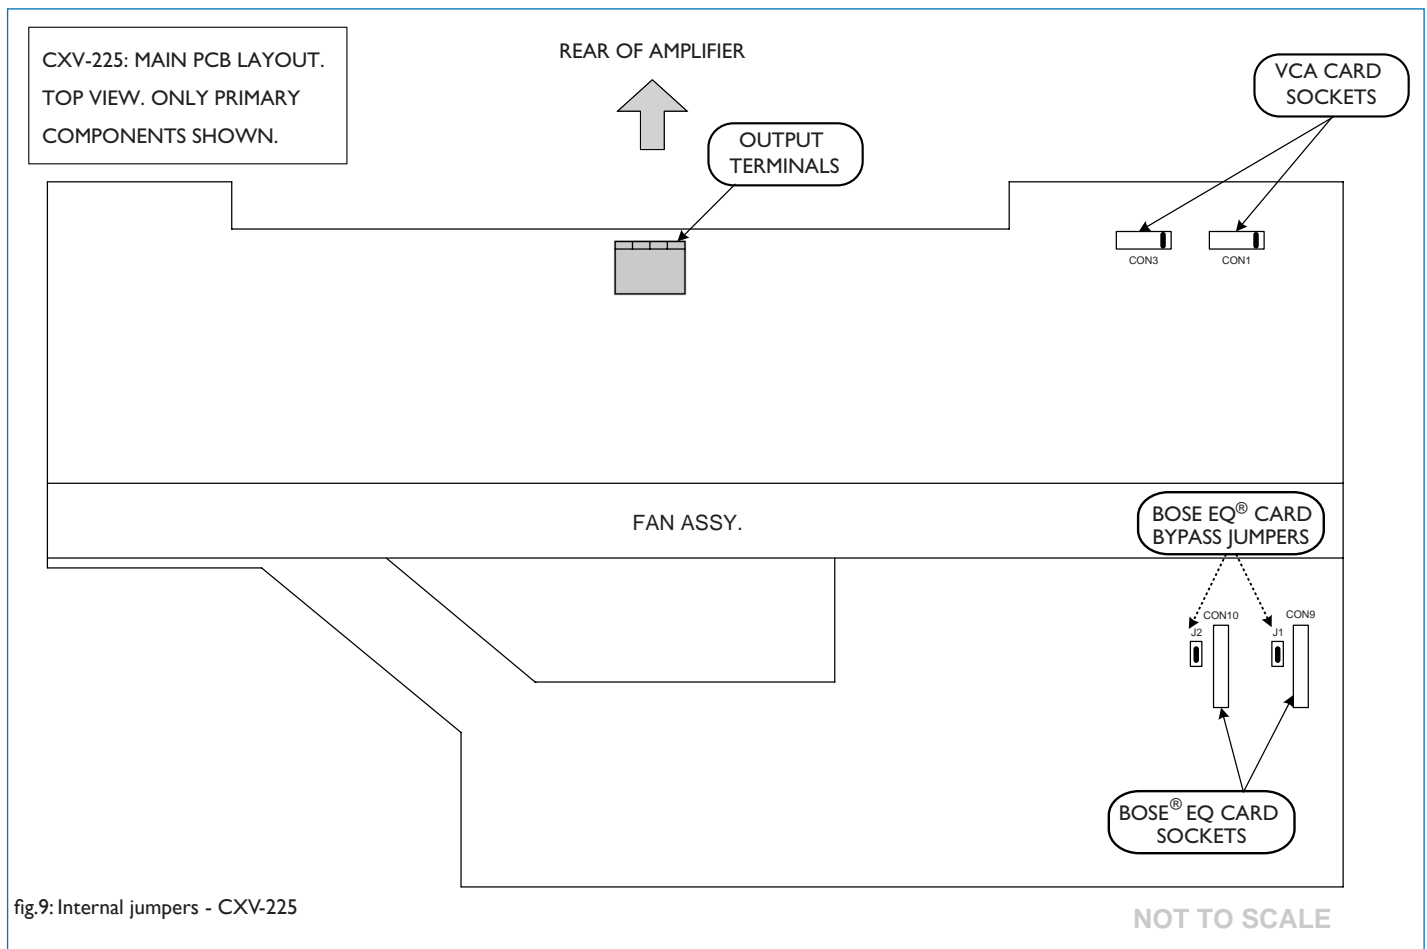 CXV-225: MAIN PCB LAYOUT.
TOP VIEW. ONLY PRIMARY
COMPONENTS SHOWN.
REAR OF AMPLIFIER
OUTPUT
TERMINALS
VCA CARD
SOCKETS
CON3
CON1
FAN ASSY.
BOSE EQ® CARD
BYPASS JUMPERS
CON10
CON9
J2
J1
BOSE® EQ CARD
SOCKETS
fig.9: Internal jumpers - CXV-225
NOT TO SCALE